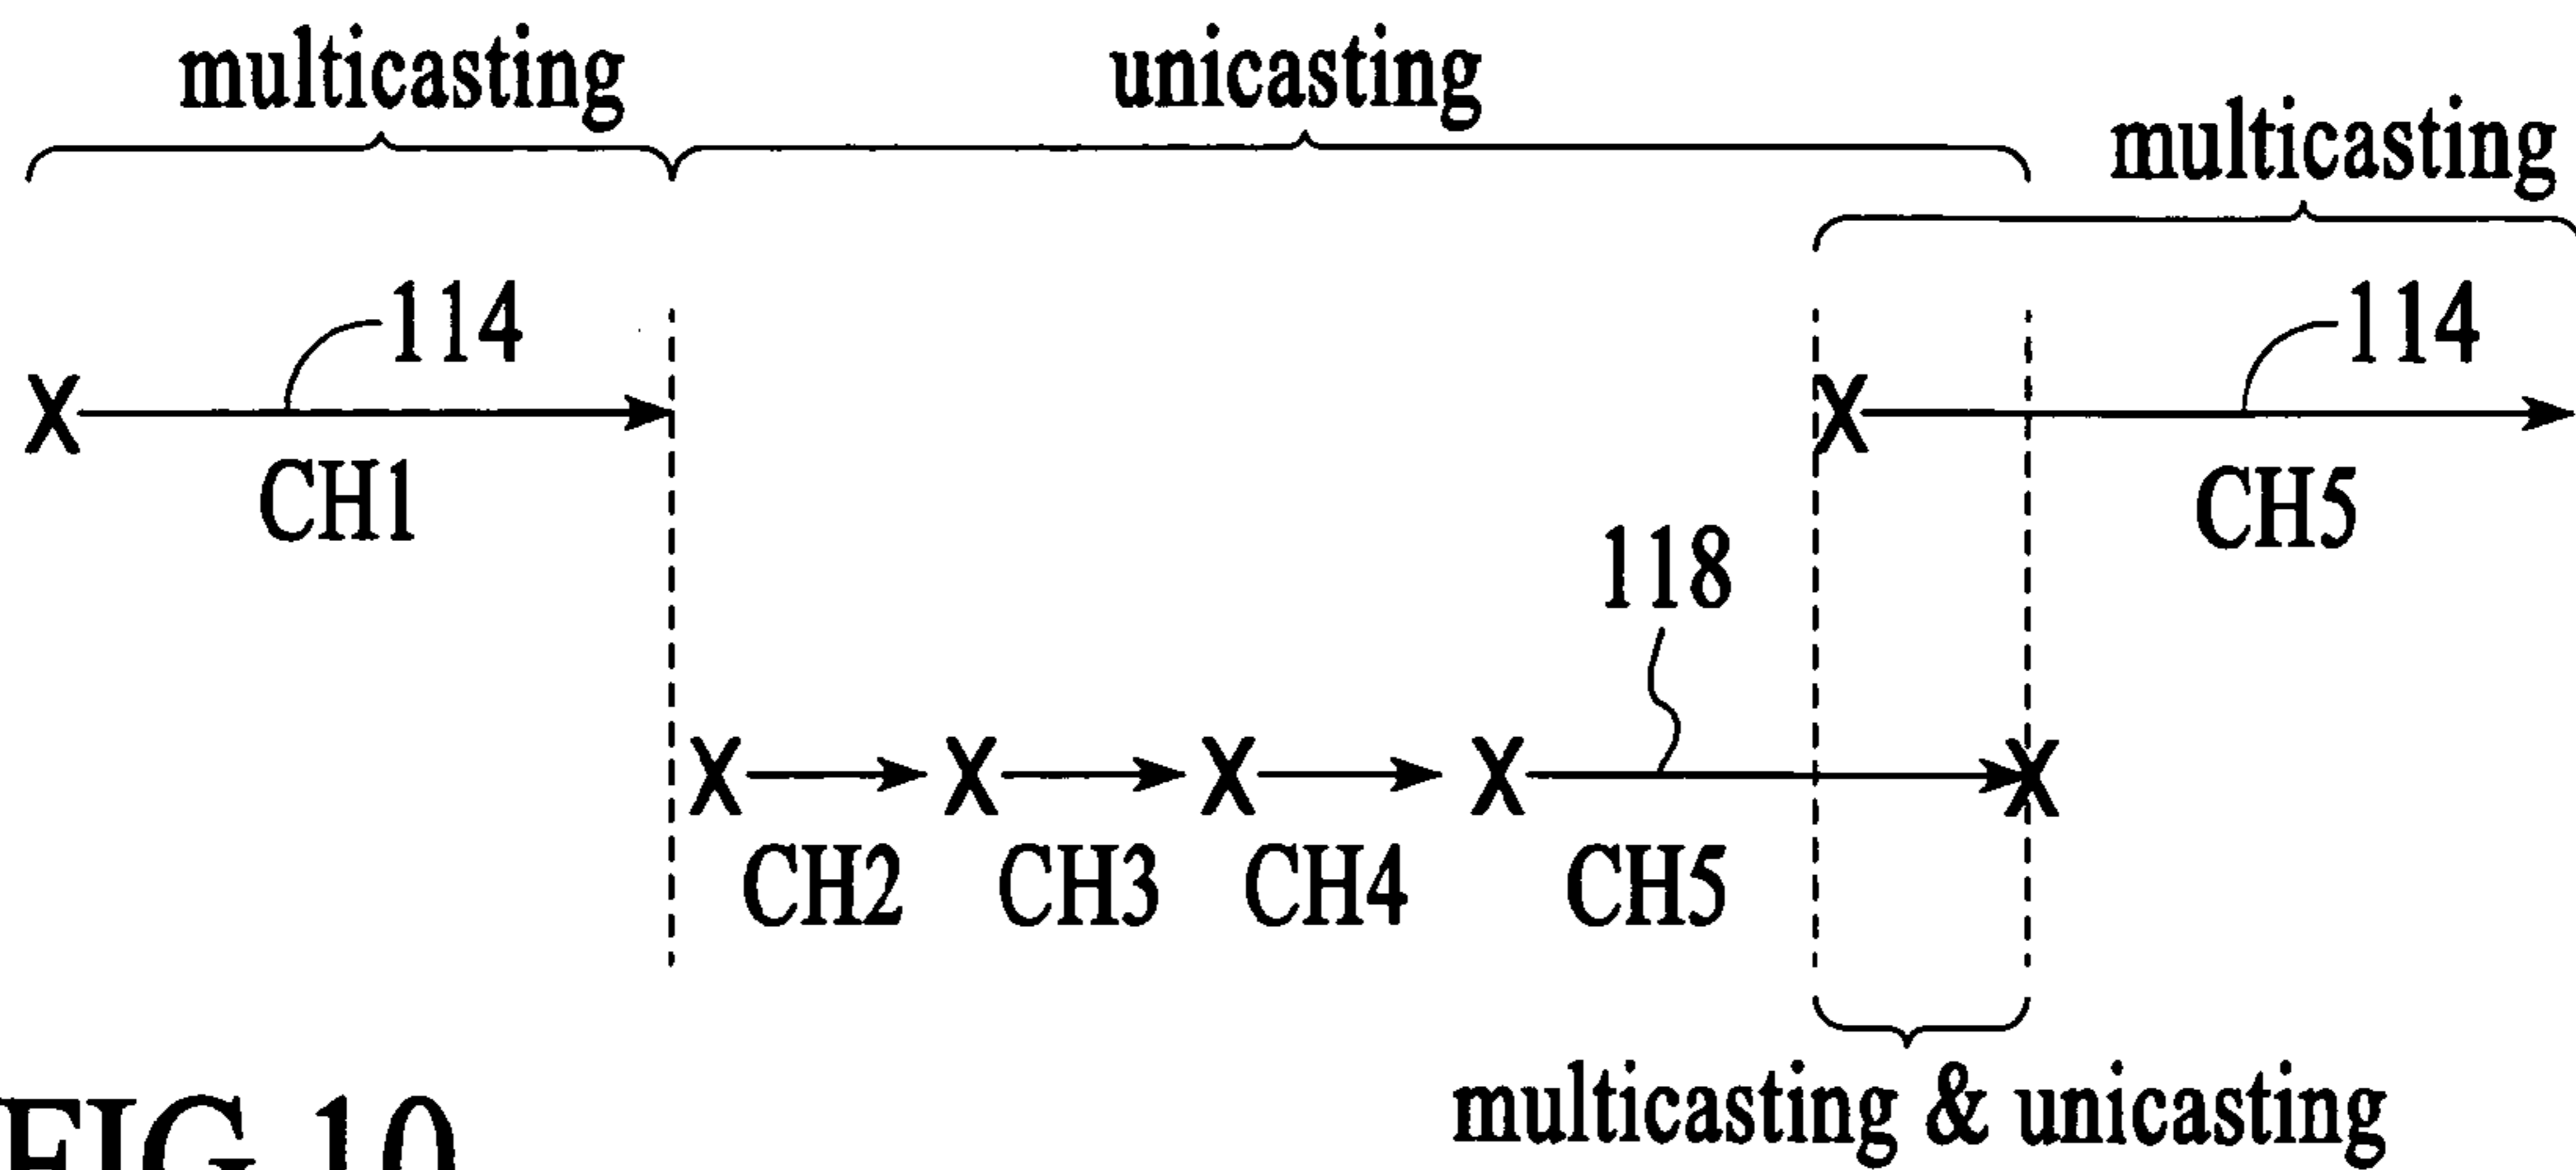 multicasting
unicasting
multicasting
114
114
CH1
CH5
118
X
X
X
X
X
X
X
CH2
CH3
CH4
CH5
multicasting & unicasting
FIG 10